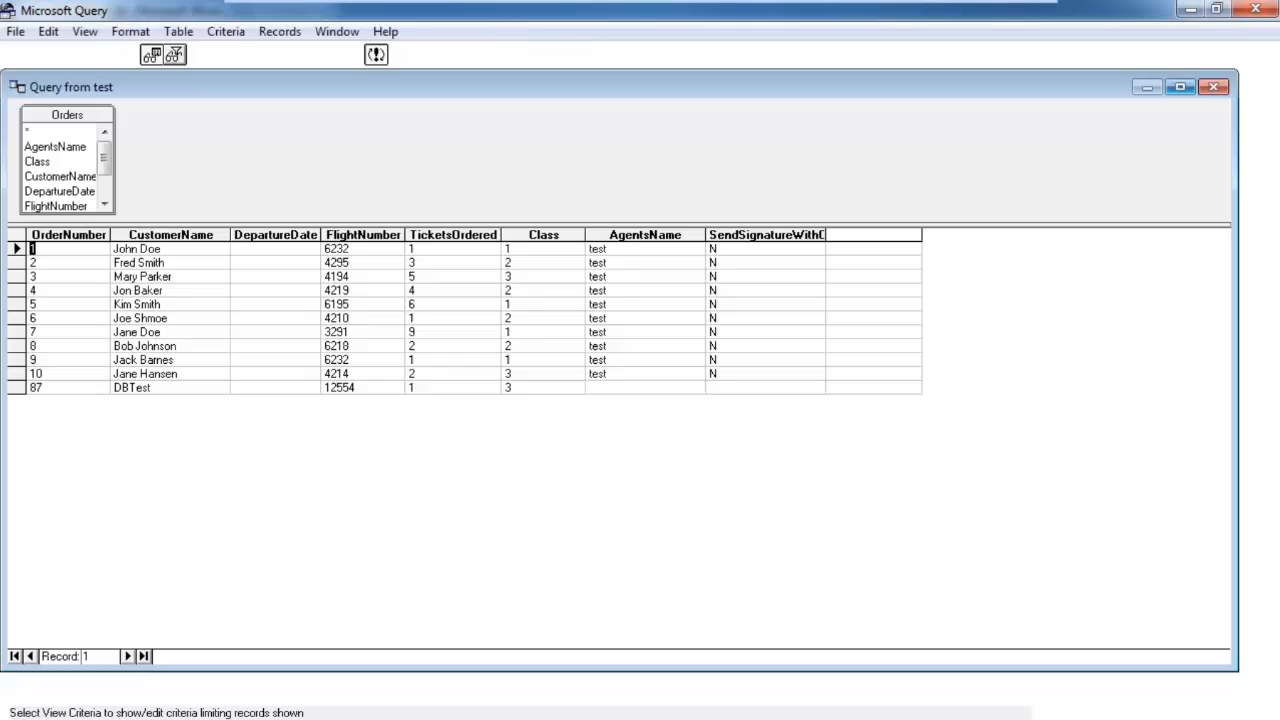 Microsoft Query
File Edit View Format Table Criteria Records Window Help
Query from test
Orders
*
AgentsName
Class
CustomerName
DepartureDate
FlightNumber
OrderNumber CustomerName DepartureDate FlightNumber TicketsOrdered Class AgentsName SendSignatureWithC
1 John Doe 6232 1 1 test N
2 Fred Smith 4295 3 2 test N
3 Mary Parker 4194 5 3 test N
4 Jon Baker 4219 4 2 test N
5 Kim Smith 6195 6 1 test N
6 Joe Shmoe 4210 1 2 test N
7 Jane Doe 3291 9 1 test N
8 Bob Johnson 6218 2 2 test N
9 Jack Barnes 6232 1 1 test N
10 Jane Hansen 4214 2 3 test N
87 DBTest 12554 1 3
Record: 1
Select View Criteria to show/edit criteria limiting records shown